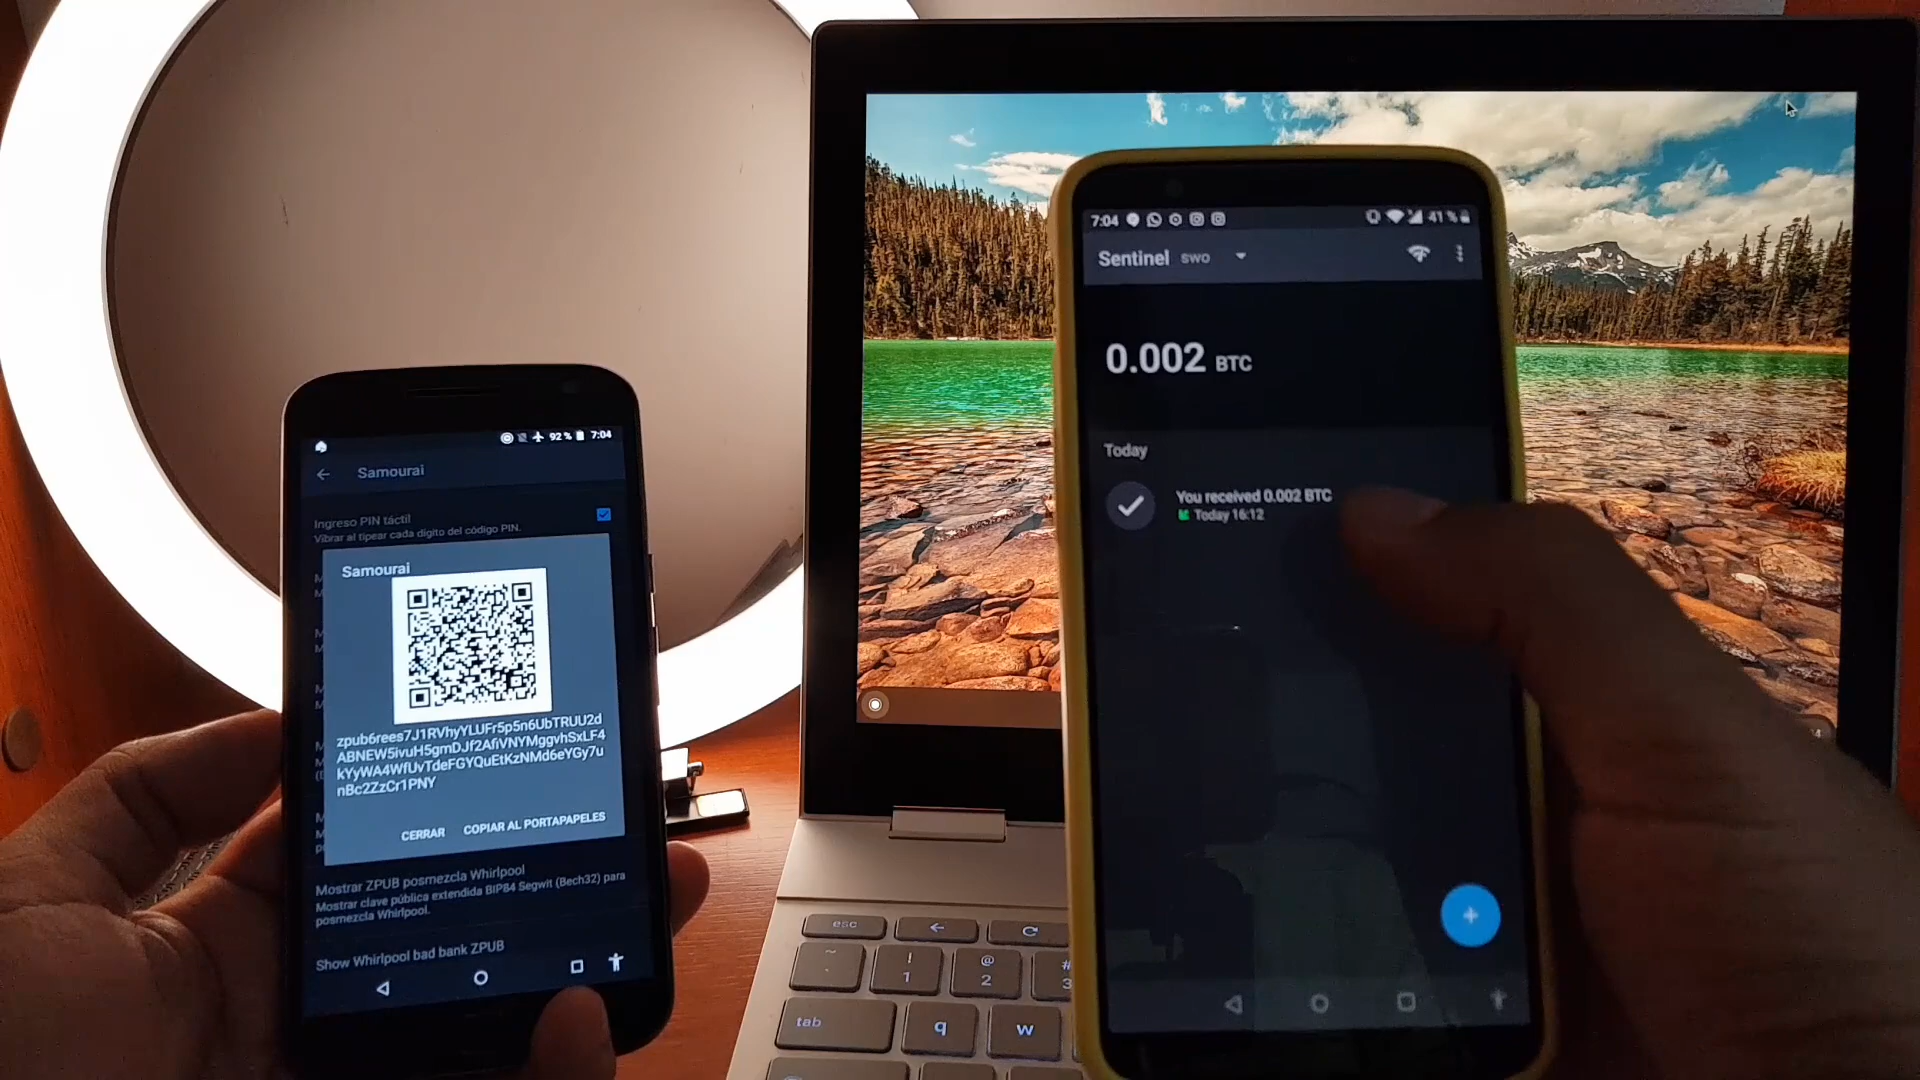 92 % 7:04
Samourai
Ingreso PIN táctil
Vibrar al tipear cada dígito del código PIN.
Samourai
zpub6rees7J1RVhyYLUFr5p5n6UbTRUU2d
ABNEW5ivuH5gmDJf2AfiVNYMggvhSxLF4
kYyWA4WfUvTdeFGYQuEtKzNMd6eYGy7u
nBc2ZzCr1PNY
CERRAR COPIAR AL PORTAPAPELES
Mostrar ZPUB posmezcla Whirlpool
Mostrar clave pública extendida BIP84 Segwit (Bech32) para
posmezcla Whirlpool.
Show Whirlpool bad bank ZPUB
7:04 41 %
Sentinel swo
0.002 BTC
Today
You received 0.002 BTC
Today 16:12
esc
! @ #
1 2 3
tab q w